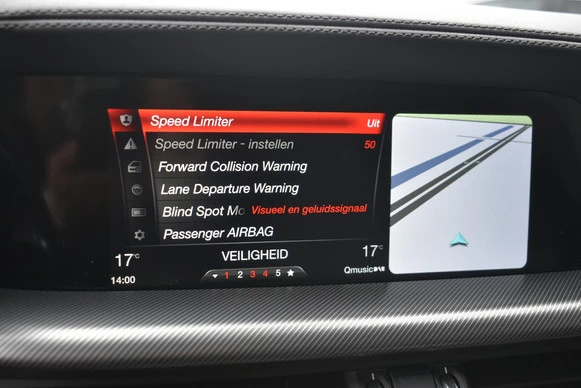 Speed Limiter Uit
Speed Limiter - instellen 50
Forward Collision Warning
Lane Departure Warning
Blind Spot Mo Visueel en geluidssignaal
Passenger AIRBAG
17°C VEILIGHEID 17°C
14:00 1 2 3 4 5 Qmusic DAB